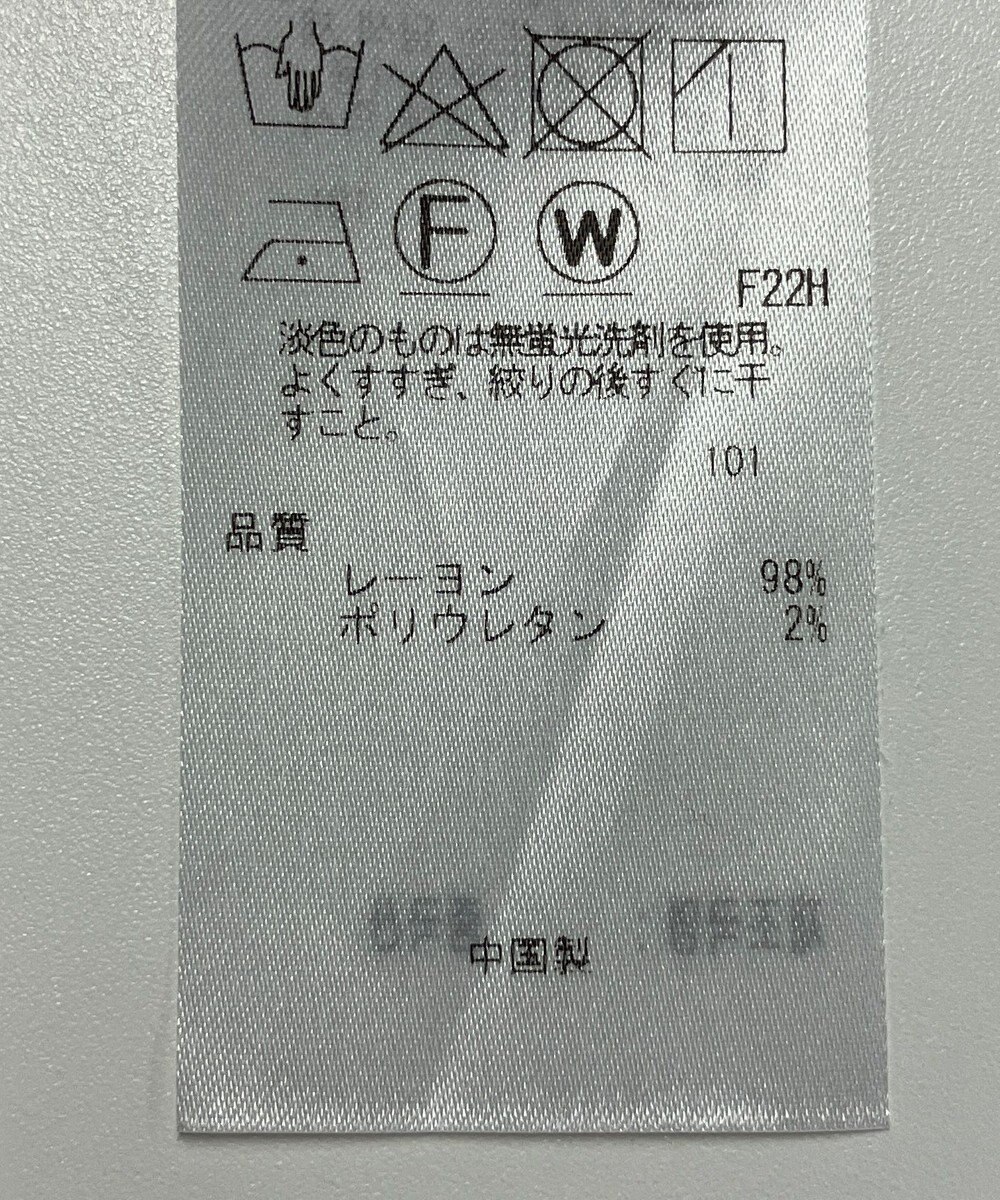 F W
F22H
淡色のものは無蛍光洗剤を使用。
よくすすぎ、絞りの後すぐに干
すこと。
101
品質
レーヨン 98%
ポリウレタン 2%
中国製